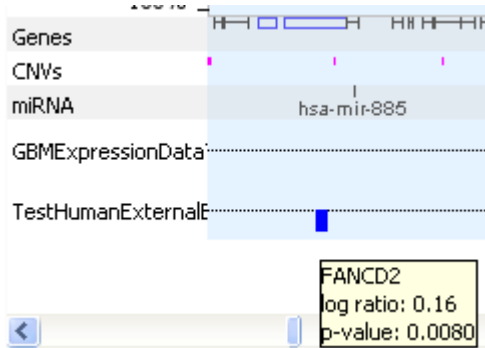 Genes
CNVs
miRNA
hsa-mir-885
GBMExpressionData
TestHumanExternalE
FANCD2
log ratio: 0.16
p-value: 0.0080